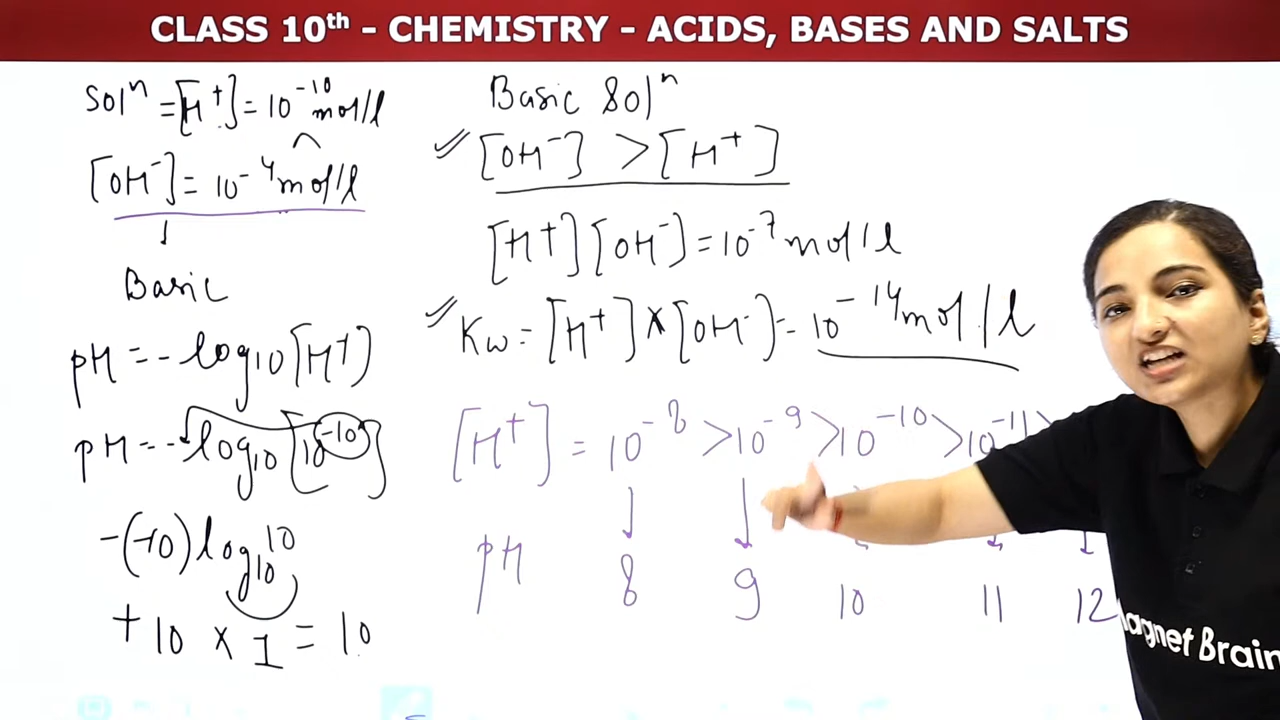 CLASS 10th - CHEMISTRY - ACIDS, BASES AND SALTS
Solⁿ = [H⁺] = 10⁻¹⁰ mol/l
[OH⁻] = 10⁻⁴ mol/l
↓
Basic
pH = - log₁₀ [H⁺]
pH = - log₁₀ [10⁻¹⁰]
-(-10) log₁₀ 10
+ 10 × 1 = 10
Basic Solⁿ
[OH⁻] > [H⁺]
[H⁺] [OH⁻] = 10⁻⁷ mol/l
Kw = [H⁺] × [OH⁻] = 10⁻¹⁴ mol/l
[H⁺] = 10⁻⁸ > 10⁻⁹ > 10⁻¹⁰ > 10⁻¹¹ >
pH 8 9 10 11 12
Magnet Brain